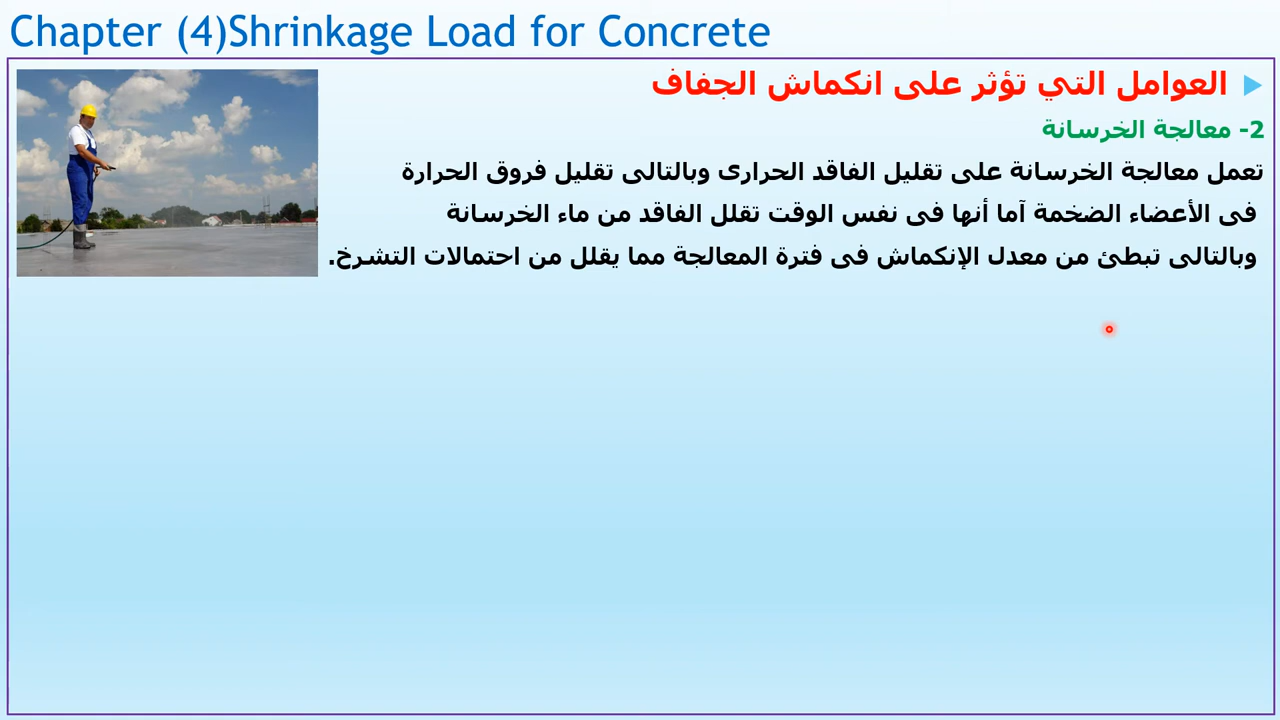 Chapter (4)Shrinkage Load for Concrete
العوامل التي تؤثر على انكماش الجفاف
2- معالجة الخرسانة
تعمل معالجة الخرسانة على تقليل الفاقد الحرارى وبالتالى تقليل فروق الحرارة
فى الأعضاء الضخمة آما أنها فى نفس الوقت تقلل الفاقد من ماء الخرسانة
وبالتالى تبطئ من معدل الإنكماش فى فترة المعالجة مما يقلل من احتمالات التشرخ.